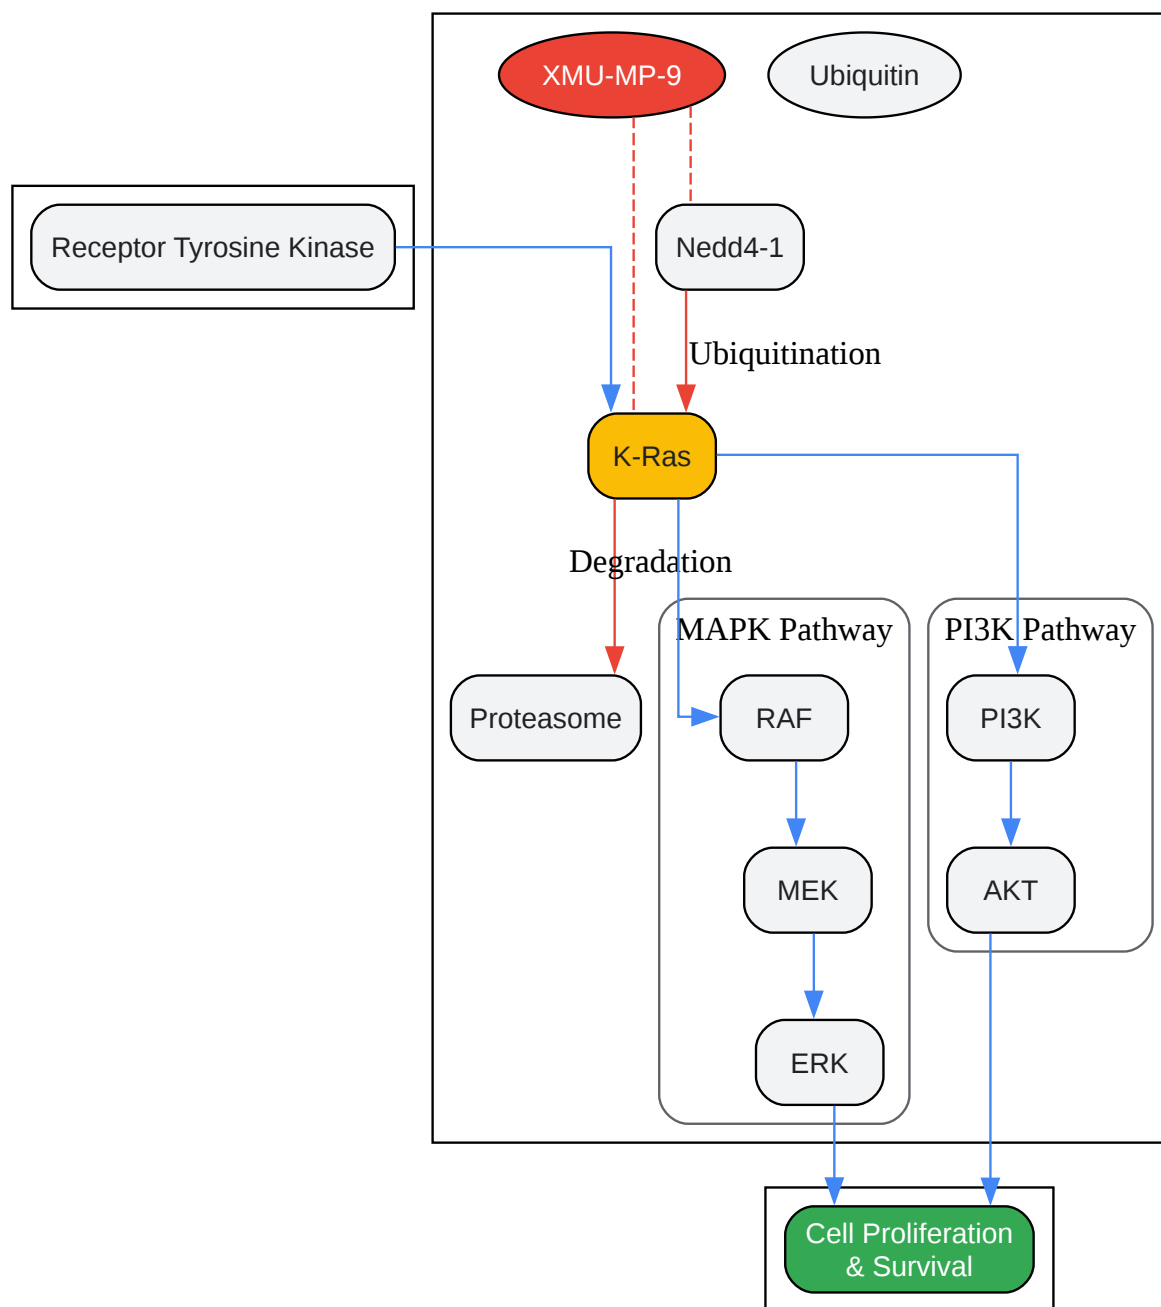 XMU-MP-9
Ubiquitin
Receptor Tyrosine Kinase
Nedd4-1
Ubiquitination
K-Ras
Degradation
MAPK Pathway
PI3K Pathway
Proteasome
RAF
PI3K
MEK
AKT
ERK
Cell Proliferation
& Survival